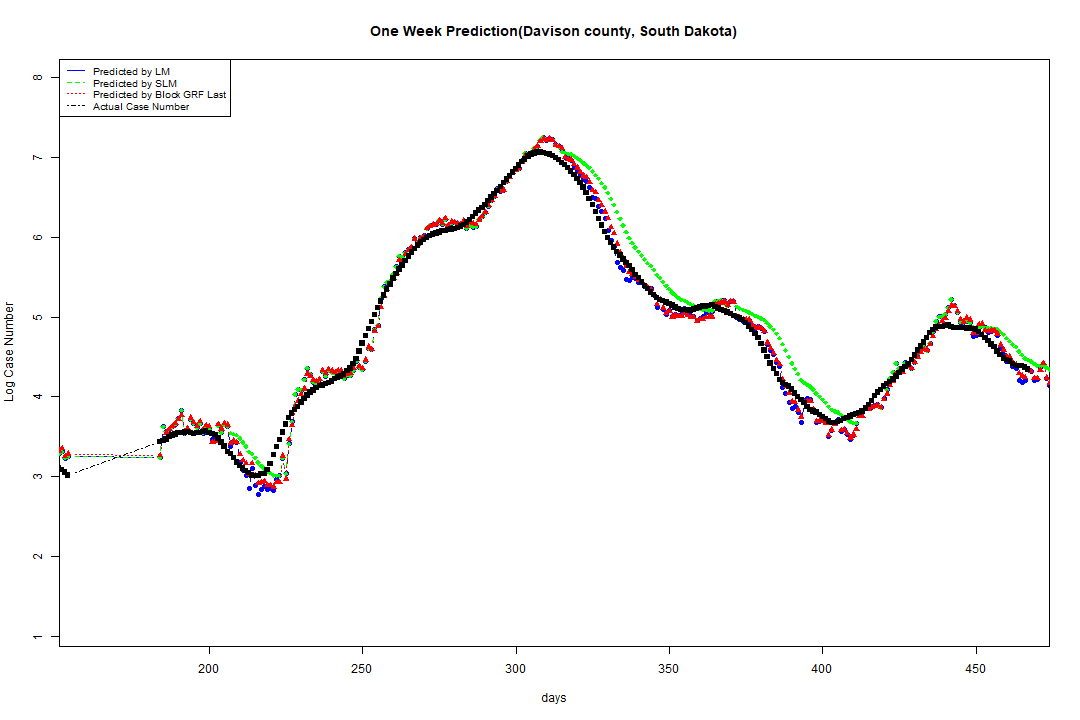 One Week Prediction(Davison county, South Dakota)
Predicted by LM
Predicted by SLM
Predicted by Block GRF Last
Actual Case Number
8
7
6
5
4
3
2
1
Log Case Number
200 250 300 350 400 450
days